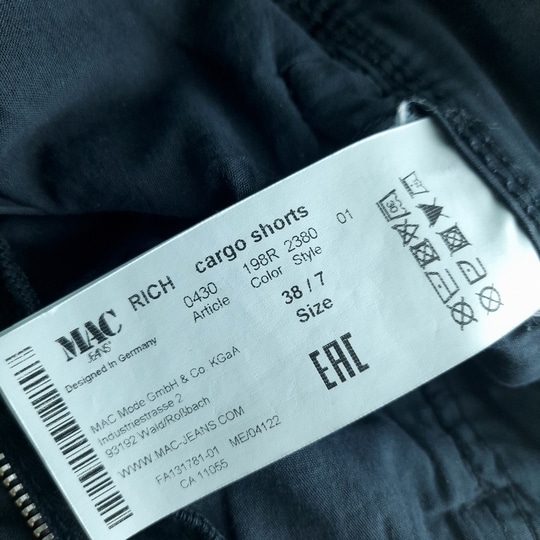 MAC
JEANS
RICH cargo shorts
0430 198R 2380 01
Article Color Style
38 / 7
Size
Designed in Germany
EAC
MAC Mode GmbH & Co. KGaA
Industriestrasse 2
93192 Wald/Roßbach
WWW.MAC-JEANS.COM
FA131781-01 ME/04122
CA 11055
30